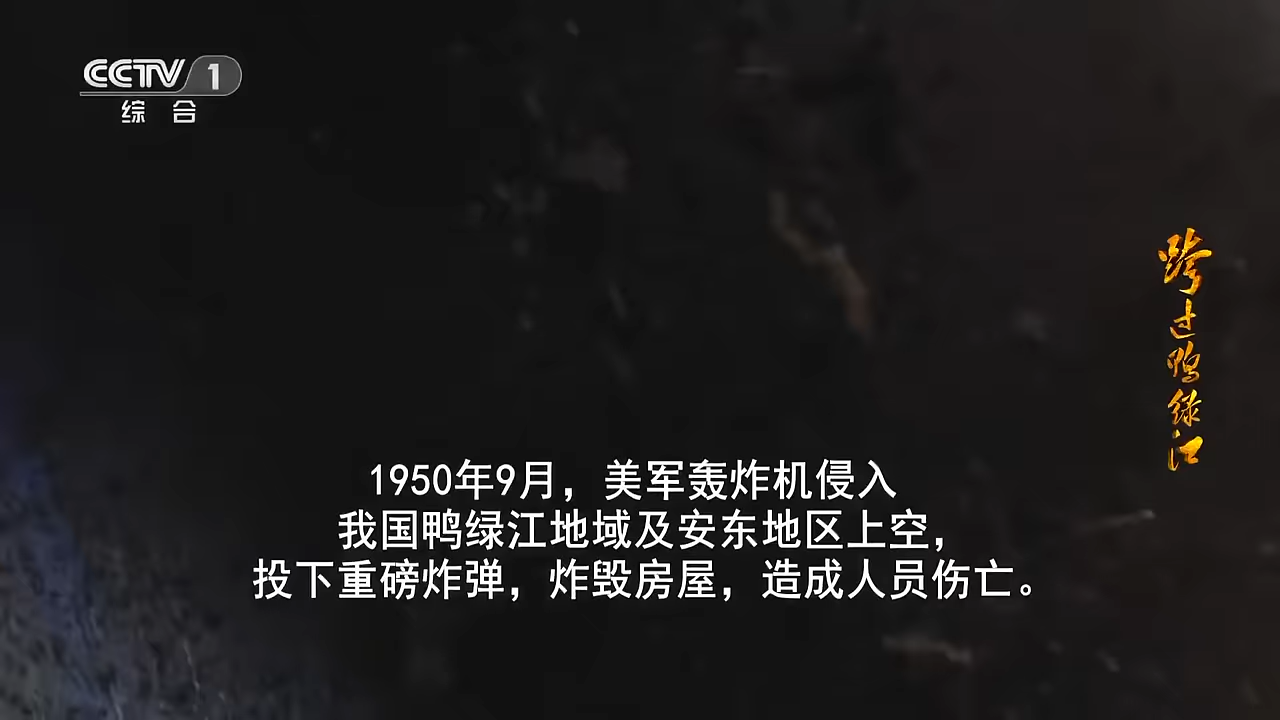 CCTV 1
综 合
跨过鸭绿江
1950年9月，美军轰炸机侵入
我国鸭绿江地域及安东地区上空，
投下重磅炸弹，炸毁房屋，造成人员伤亡。